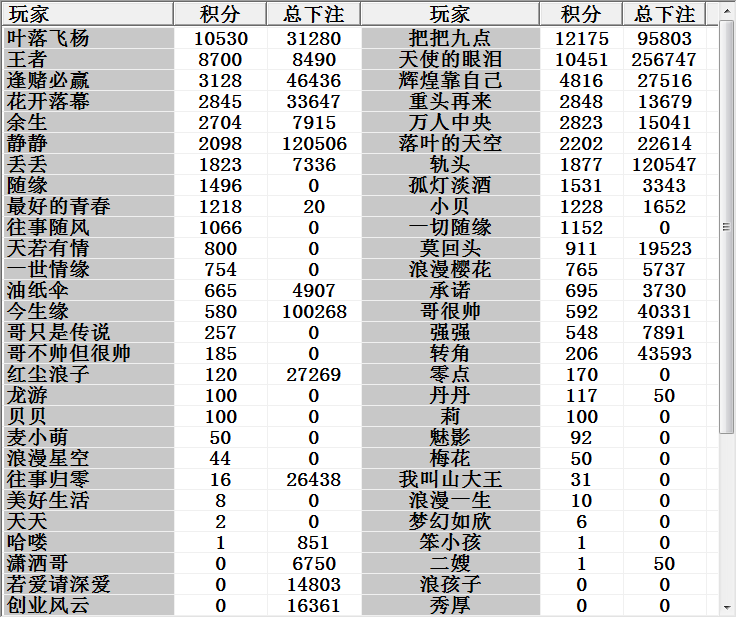 玩家 积分 总下注 玩家 积分 总下注
叶落飞杨 10530 31280 把把九点 12175 95803
王者 8700 8490 天使的眼泪 10451 256747
逢赌必赢 3128 46436 辉煌靠自己 4816 27516
花开落幕 2845 33647 重头再来 2848 13679
余生 2704 7915 万人中央 2823 15041
静静 2098 120506 落叶的天空 2202 22614
丢丢 1823 7336 轨头 1877 120547
随缘 1496 0 孤灯淡酒 1531 3343
最好的青春 1218 20 小贝 1228 1652
往事随风 1066 0 一切随缘 1152 0
天若有情 800 0 莫回头 911 19523
一世情缘 754 0 浪漫樱花 765 5737
油纸伞 665 4907 承诺 695 3730
今生缘 580 100268 哥很帅 592 40331
哥只是传说 257 0 强强 548 7891
哥不帅但很帅 185 0 转角 206 43593
红尘浪子 120 27269 零点 170 0
龙游 100 0 丹丹 117 50
贝贝 100 0 莉 100 0
麦小萌 50 0 魅影 92 0
浪漫星空 44 0 梅花 50 0
往事归零 16 26438 我叫山大王 31 0
美好生活 8 0 浪漫一生 10 0
天天 2 0 梦幻如欣 6 0
哈喽 1 851 笨小孩 1 0
潇洒哥 0 6750 二嫂 1 50
若爱请深爱 0 14803 浪孩子 0 0
创业风云 0 16361 秀厚 0 0